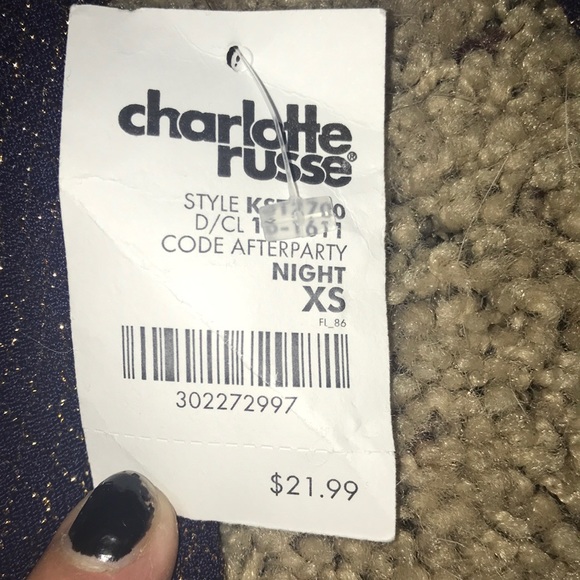 charlotte
russe®
STYLE
D/CL
CODE AFTERPARTY
NIGHT
XS
FL_86
302272997
$21.99